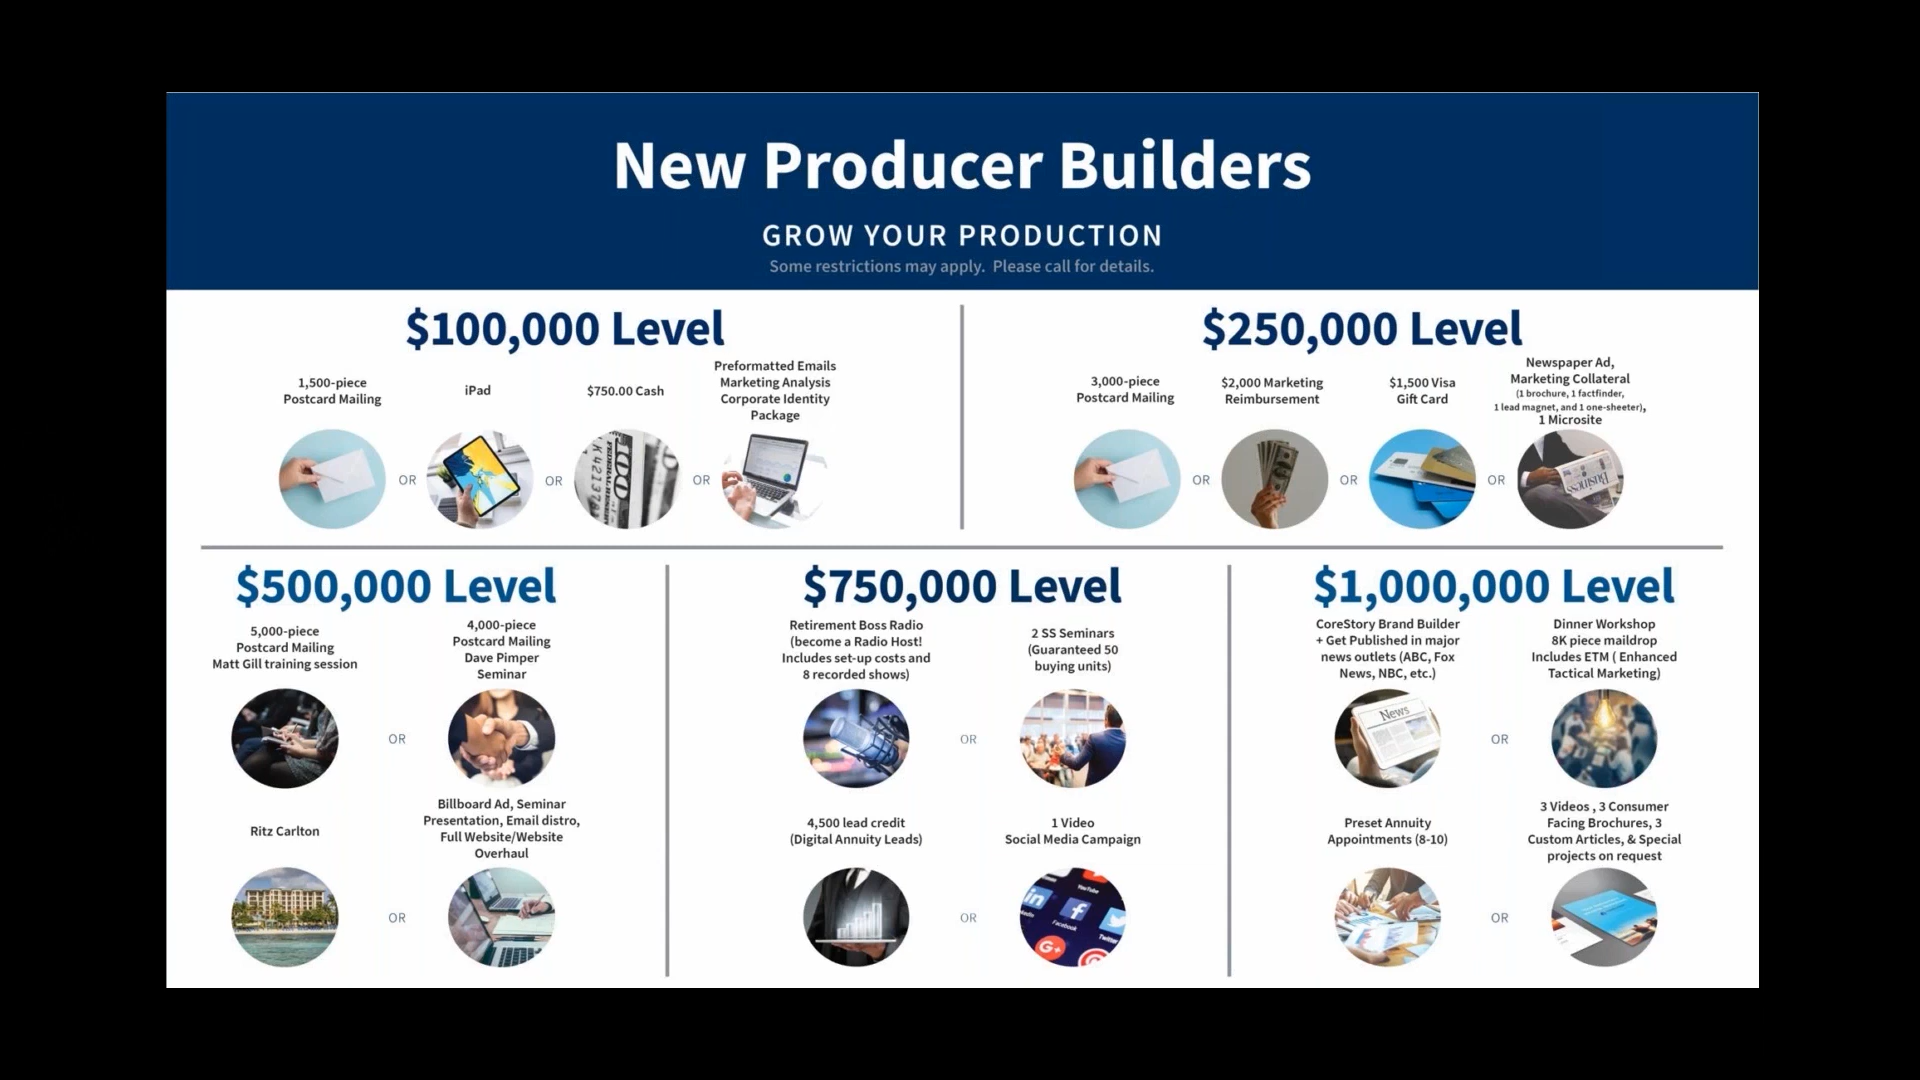 New Producer Builders
GROW YOUR PRODUCTION
Some restrictions may apply.  Please call for details.
$100,000 Level
1,500-piece
Postcard Mailing
OR
iPad
OR
$750.00 Cash
OR
Preformatted Emails
Marketing Analysis
Corporate Identity
Package
$250,000 Level
3,000-piece
Postcard Mailing
OR
$2,000 Marketing
Reimbursement
OR
$1,500 Visa
Gift Card
OR
Newspaper Ad,
Marketing Collateral
(1 brochure, 1 factfinder,
1 lead magnet, and 1 one-sheeter),
1 Microsite
Business
$500,000 Level
5,000-piece
Postcard Mailing
Matt Gill training session
OR
4,000-piece
Postcard Mailing
Dave Pimper
Seminar
Ritz Carlton
OR
Billboard Ad, Seminar
Presentation, Email distro,
Full Website/Website
Overhaul
$750,000 Level
Retirement Boss Radio
(become a Radio Host!
Includes set-up costs and
8 recorded shows)
OR
2 SS Seminars
(Guaranteed 50
buying units)
4,500 lead credit
(Digital Annuity Leads)
OR
1 Video
Social Media Campaign
YouTube
in
Facebook
Twitter
G+
$1,000,000 Level
CoreStory Brand Builder
+ Get Published in major
news outlets (ABC, Fox
News, NBC, etc.)
News
OR
Dinner Workshop
8K piece maildrop
Includes ETM ( Enhanced
Tactical Marketing)
Preset Annuity
Appointments (8-10)
OR
3 Videos , 3 Consumer
Facing Brochures, 3
Custom Articles, & Special
projects on request